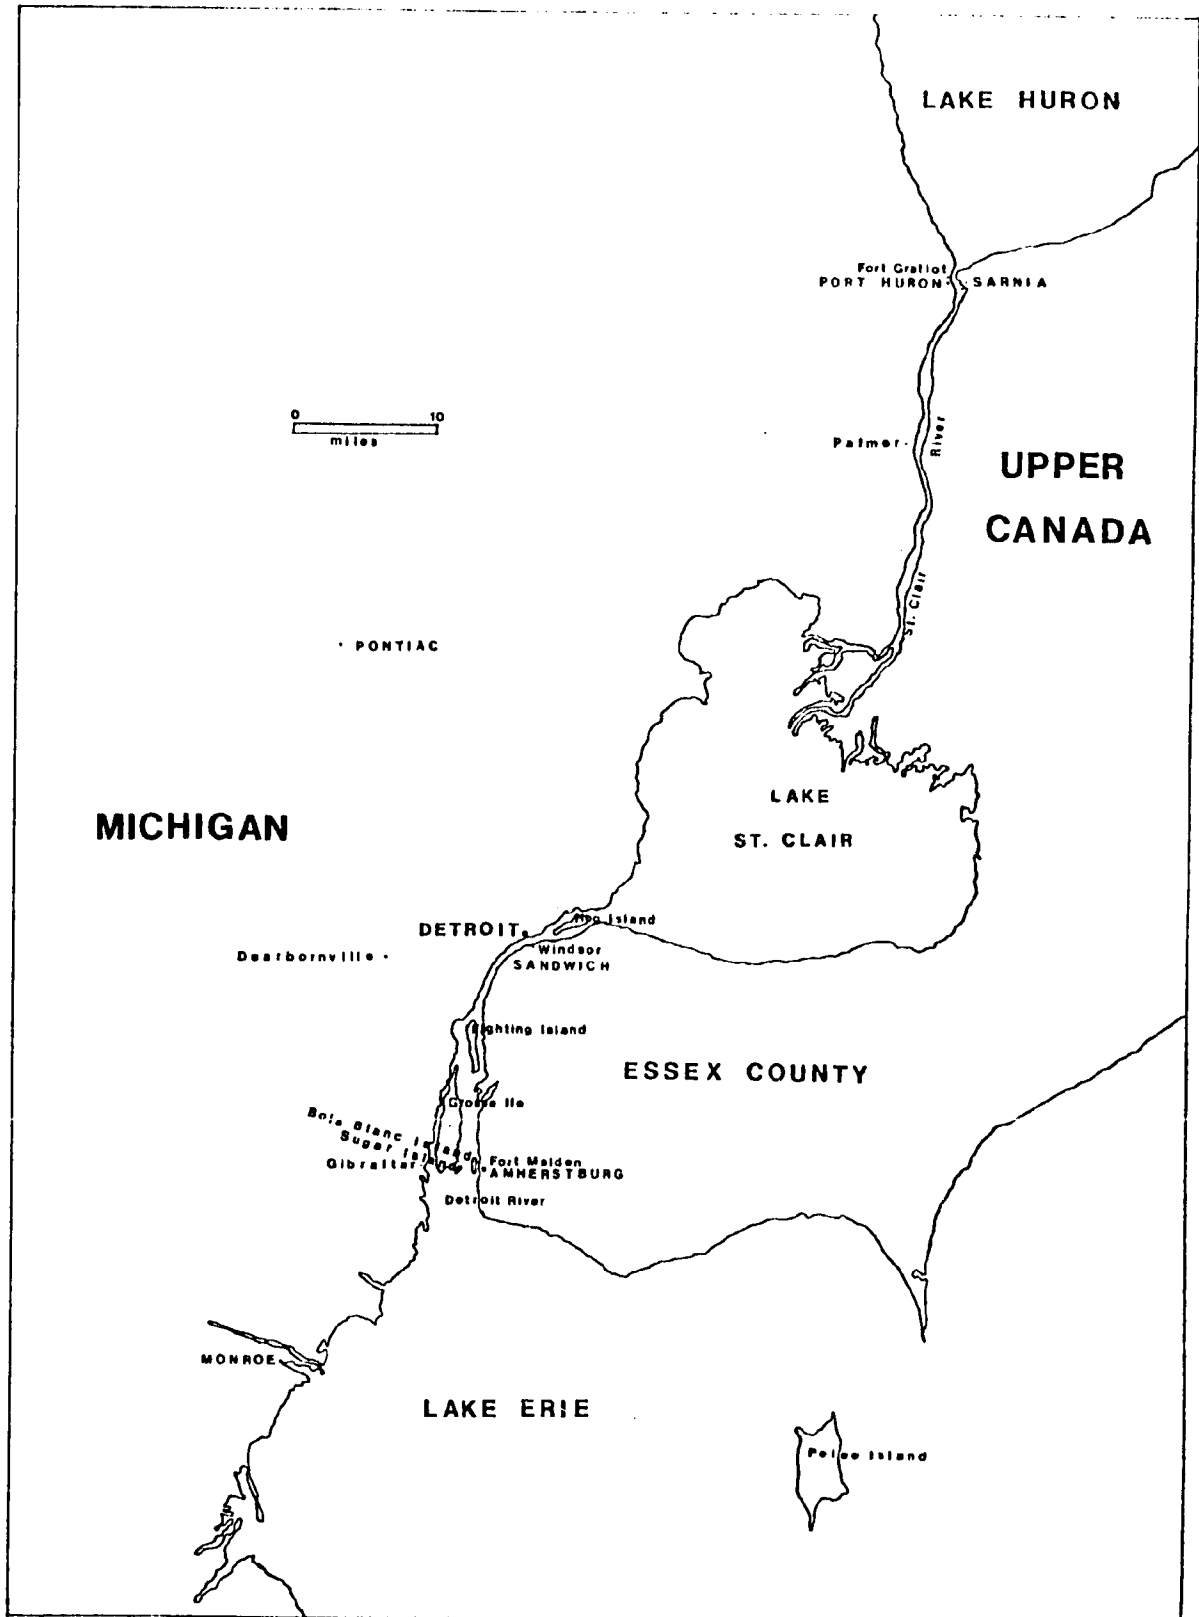 LAKE HURON
Fort Gratiot
PORT HURON
SARNIA
0 10
miles
Palmer
River
UPPER
CANADA
St. Clair
PONTIAC
LAKE
ST. CLAIR
MICHIGAN
Hog Island
DETROIT
Windsor
Dearbornville
SANDWICH
Fighting Island
ESSEX COUNTY
Grosse Ile
Bois Blanc Island
Sugar Island
Gibraltar
Fort Malden
AMHERSTBURG
Detroit River
MONROE
LAKE ERIE
Pelee Island